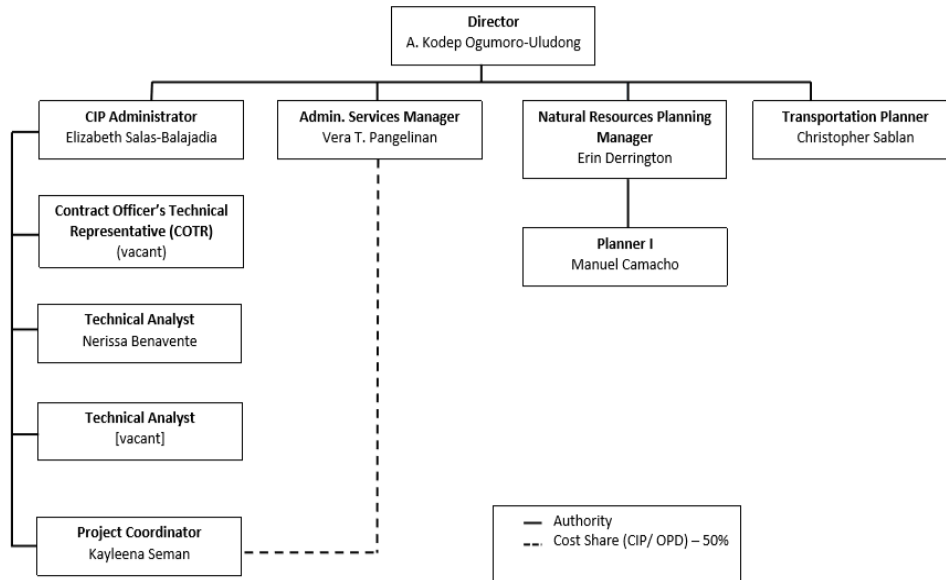 Director
A. Kodep Ogumoro-Uludong
CIP Administrator
Elizabeth Salas-Balajadia
Admin. Services Manager
Vera T. Pangelinan
Natural Resources Planning
Manager
Erin Derrington
Transportation Planner
Christopher Sablan
Contract Officer's Technical
Representative (COTR)
(vacant)
Planner I
Manuel Camacho
Technical Analyst
Nerissa Benavente
Technical Analyst
[vacant]
Project Coordinator
Kayleena Seman
Authority
Cost Share (CIP/ OPD) – 50%